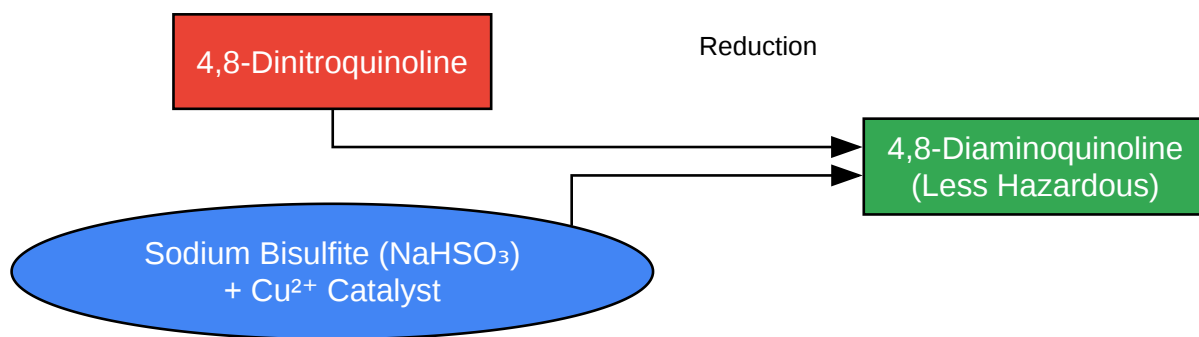 4,8-Dinitroquinoline
Reduction
4,8-Diaminoquinoline
(Less Hazardous)
Sodium Bisulfite (NaHSO₃)
+ Cu²⁺ Catalyst